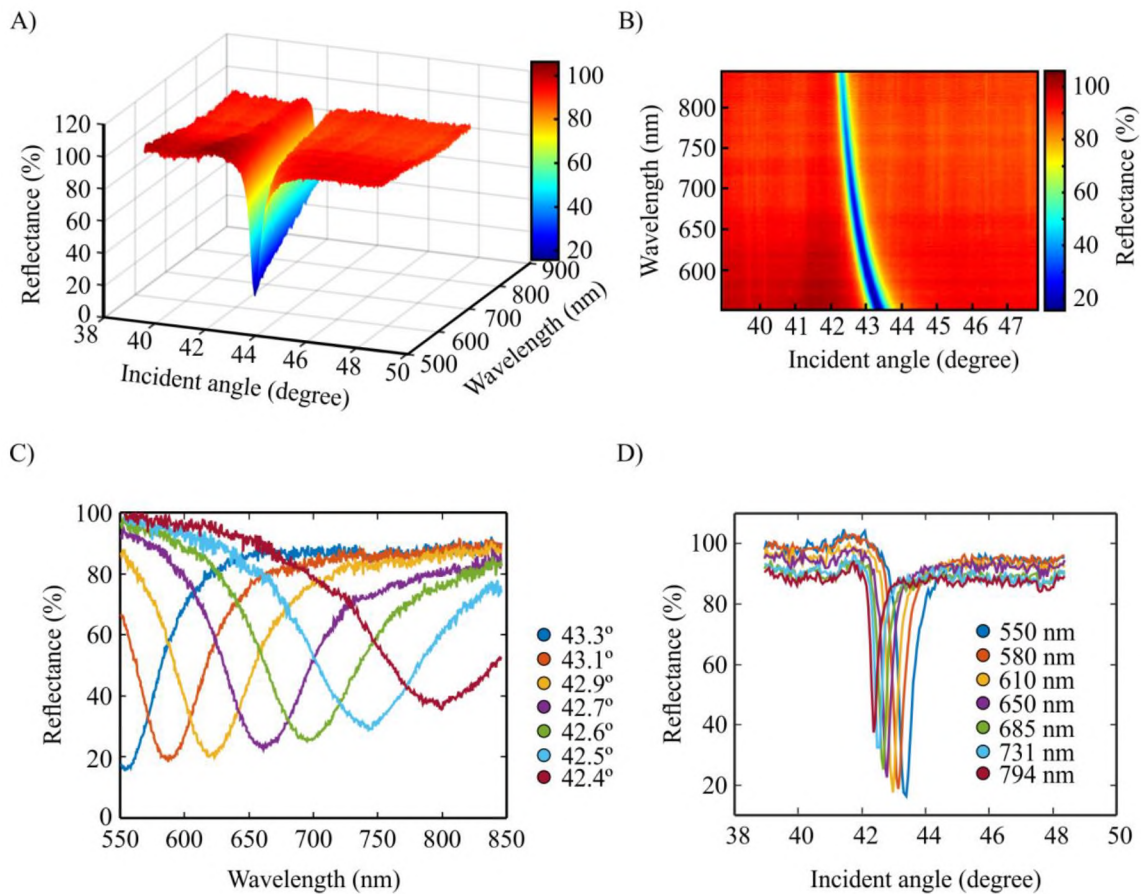 A)
Reflectance (%)
120
100
80
60
40
20
0
38
40
42
44
46
48
50
Incident angle (degree)
500
600
700
800
900
Wavelength (nm)
100
80
60
40
20
B)
Wavelength (nm)
800
750
700
650
600
40 41 42 43 44 45 46 47
Incident angle (degree)
100
80
60
40
20
Reflectance (%)
C)
Reflectance (%)
100
80
60
40
20
0
550 600 650 700 750 800 850
Wavelength (nm)
43.3º
43.1º
42.9º
42.7º
42.6º
42.5º
42.4º
D)
Reflectance (%)
100
80
60
40
20
38 40 42 44 46 48 50
Incident angle (degree)
550 nm
580 nm
610 nm
650 nm
685 nm
731 nm
794 nm